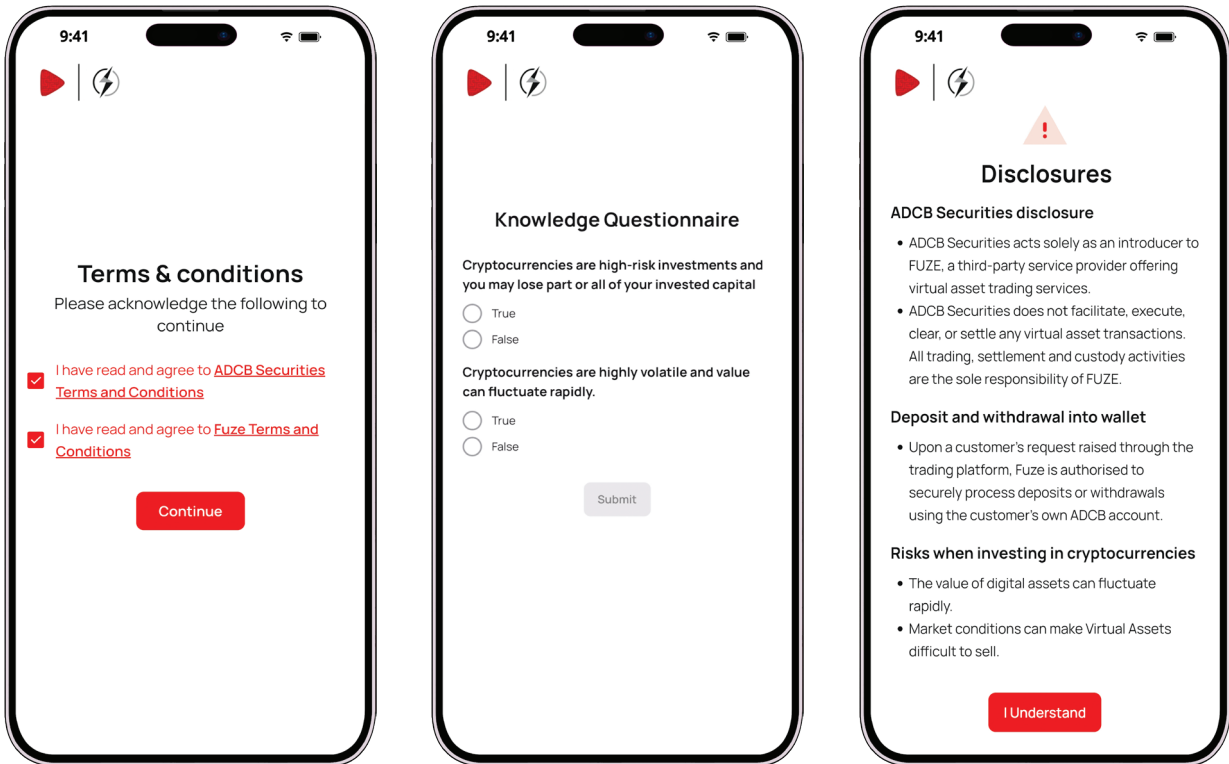 9:41
Terms & conditions
Please acknowledge the following to
continue
I have read and agree to ADCB Securities
Terms and Conditions
I have read and agree to Fuze Terms and
Conditions
Continue
9:41
Knowledge Questionnaire
Cryptocurrencies are high-risk investments and
you may lose part or all of your invested capital
True
False
Cryptocurrencies are highly volatile and value
can fluctuate rapidly.
True
False
Submit
9:41
Disclosures
ADCB Securities disclosure
• ADCB Securities acts solely as an introducer to
FUZE, a third-party service provider offering
virtual asset trading services.
• ADCB Securities does not facilitate, execute,
clear, or settle any virtual asset transactions.
All trading, settlement and custody activities
are the sole responsibility of FUZE.
Deposit and withdrawal into wallet
• Upon a customer's request raised through the
trading platform, Fuze is authorised to
securely process deposits or withdrawals
using the customer's own ADCB account.
Risks when investing in cryptocurrencies
• The value of digital assets can fluctuate
rapidly.
• Market conditions can make Virtual Assets
difficult to sell.
I Understand